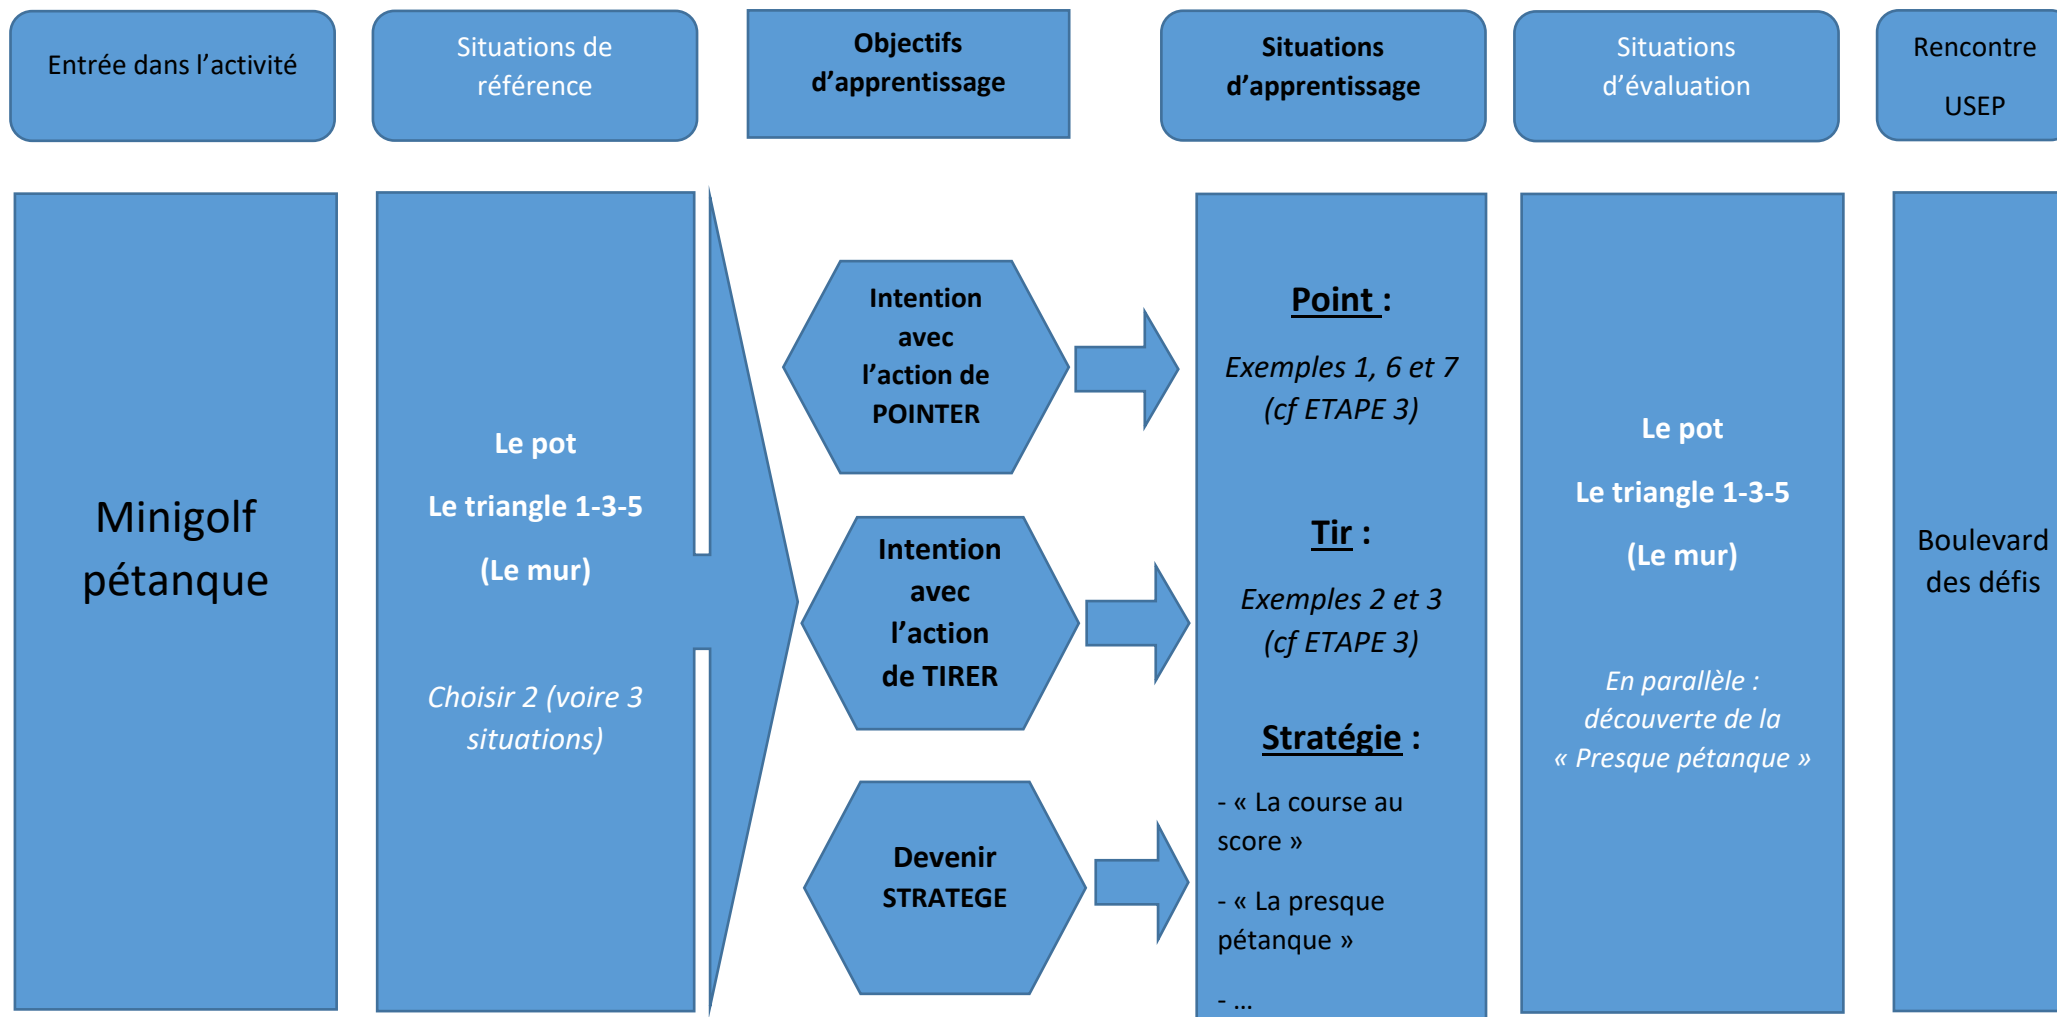 Entrée dans l'activité
Situations de
référence
Objectifs
d'apprentissage
Situations
d'apprentissage
Situations
d'évaluation
Rencontre
USEP
Minigolf
pétanque
Le pot
Le triangle 1-3-5
(Le mur)
Choisir 2 (voire 3
situations)
Intention
avec
l'action de
POINTER
Intention
avec
l'action
de TIRER
Devenir
STRATEGE
Point :
Exemples 1, 6 et 7
(cf ETAPE 3)
Tir :
Exemples 2 et 3
(cf ETAPE 3)
Stratégie :
- « La course au
score »
- « La presque
pétanque »
- …
Le pot
Le triangle 1-3-5
(Le mur)
En parallèle :
découverte de la
« Presque pétanque »
Boulevard
des défis